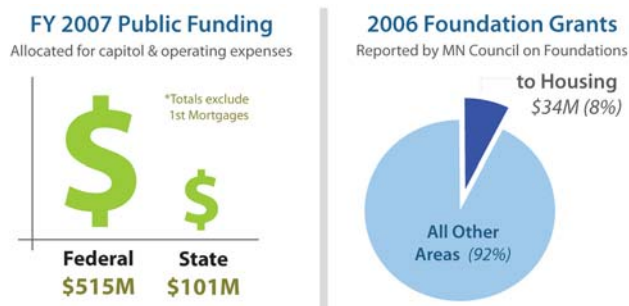 FY 2007 Public Funding
Allocated for capitol & operating expenses
*Totals exclude
1st Mortgages
$ $
Federal State
$515M $101M
2006 Foundation Grants
Reported by MN Council on Foundations
to Housing
$34M (8%)
All Other
Areas (92%)